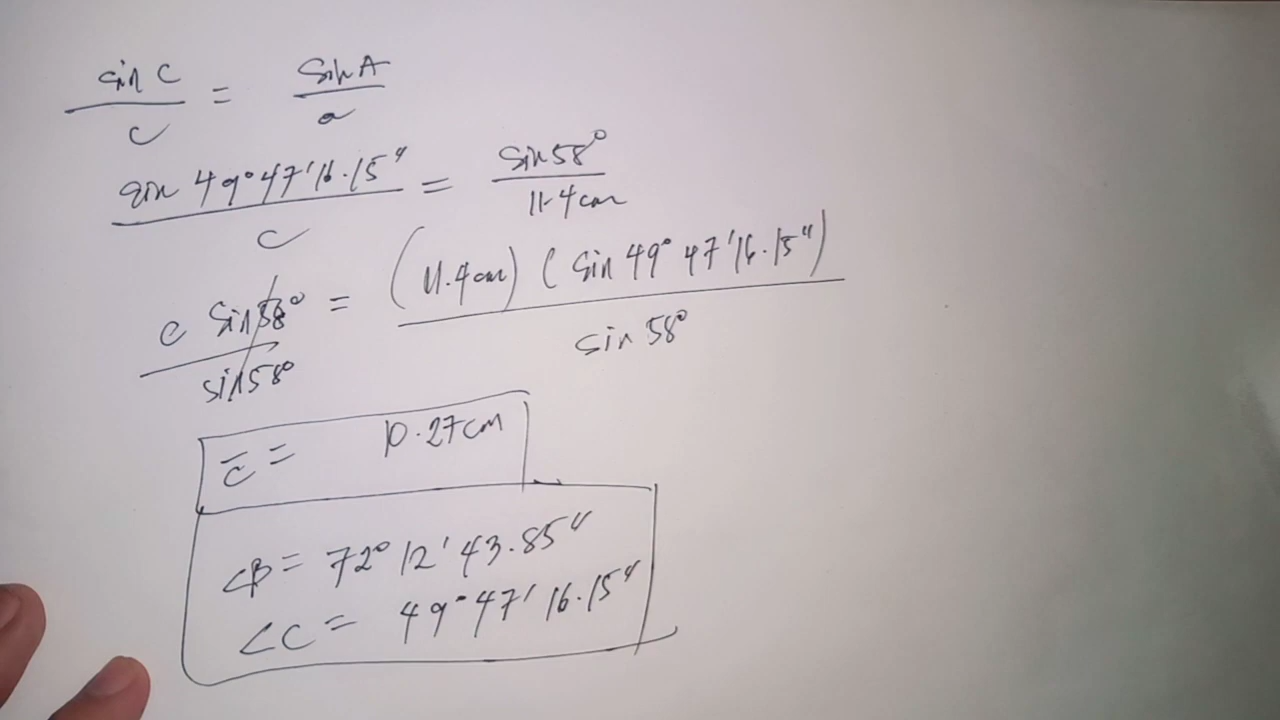 sin C / c = sin A / a
sin 49° 47' 16.15" / c = sin 58° / 11.4cm
c sin 58° / sin 58° = (11.4cm) ( sin 49° 47' 16.15") / sin 58°
c = 10.27cm
∠B = 72° 12' 43.85"
∠C = 49° 47' 16.15"